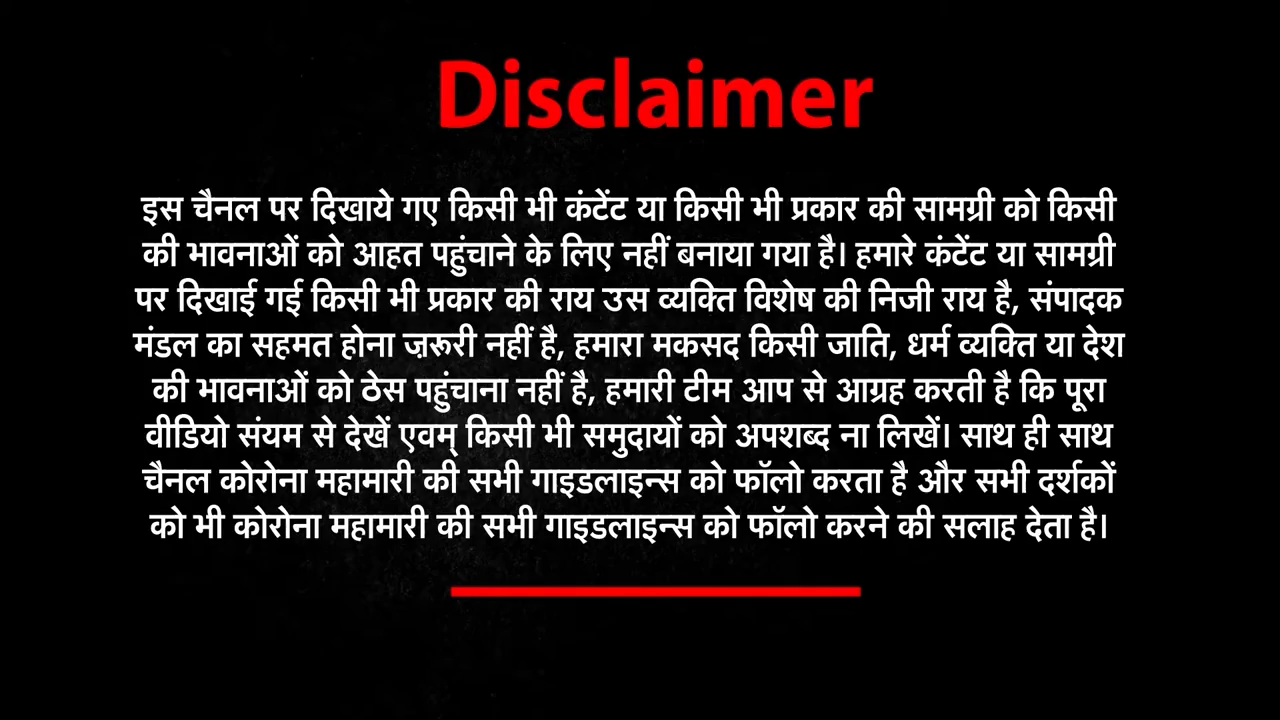 Disclaimer
इस चैनल पर दिखाये गए किसी भी कंटेंट या किसी भी प्रकार की सामग्री को किसी
की भावनाओं को आहत पहुंचाने के लिए नहीं बनाया गया है। हमारे कंटेंट या सामग्री
पर दिखाई गई किसी भी प्रकार की राय उस व्यक्ति विशेष की निजी राय है, संपादक
मंडल का सहमत होना ज़रूरी नहीं है, हमारा मकसद किसी जाति, धर्म व्यक्ति या देश
की भावनाओं को ठेस पहुंचाना नहीं है, हमारी टीम आप से आग्रह करती है कि पूरा
वीडियो संयम से देखें एवम् किसी भी समुदायों को अपशब्द ना लिखें। साथ ही साथ
चैनल कोरोना महामारी की सभी गाइडलाइन्स को फॉलो करता है और सभी दर्शकों
को भी कोरोना महामारी की सभी गाइडलाइन्स को फॉलो करने की सलाह देता है।